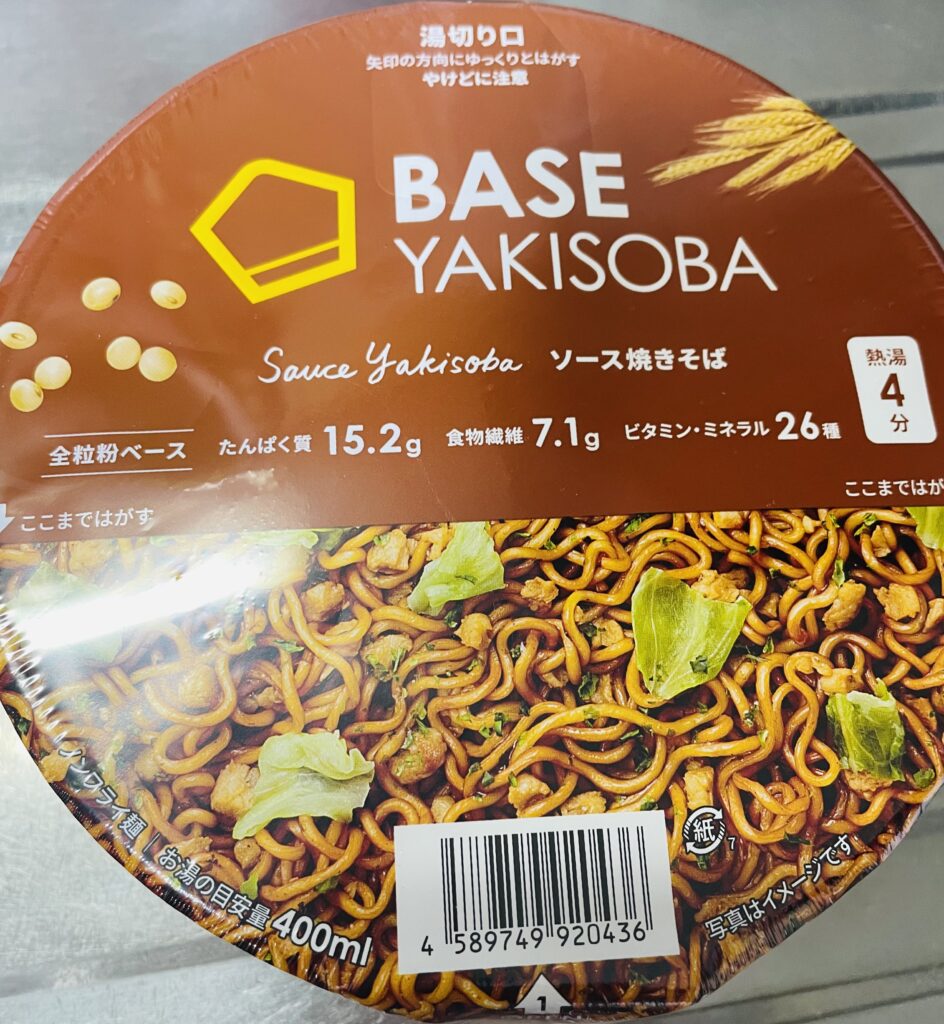 湯切り口
矢印の方向にゆっくりとはがす
やけどに注意
BASE
YAKISOBA
Sauce Yakisoba ソース焼きそば
熱湯
4
分
全粒粉ベース
たんぱく質 15.2g 食物繊維 7.1g ビタミン・ミネラル 26種
ここまではがす
ここまではが
ノンフライ麺 | お湯の目安量 400ml
紙
7
写真はイメージです
4 589749 920436
1